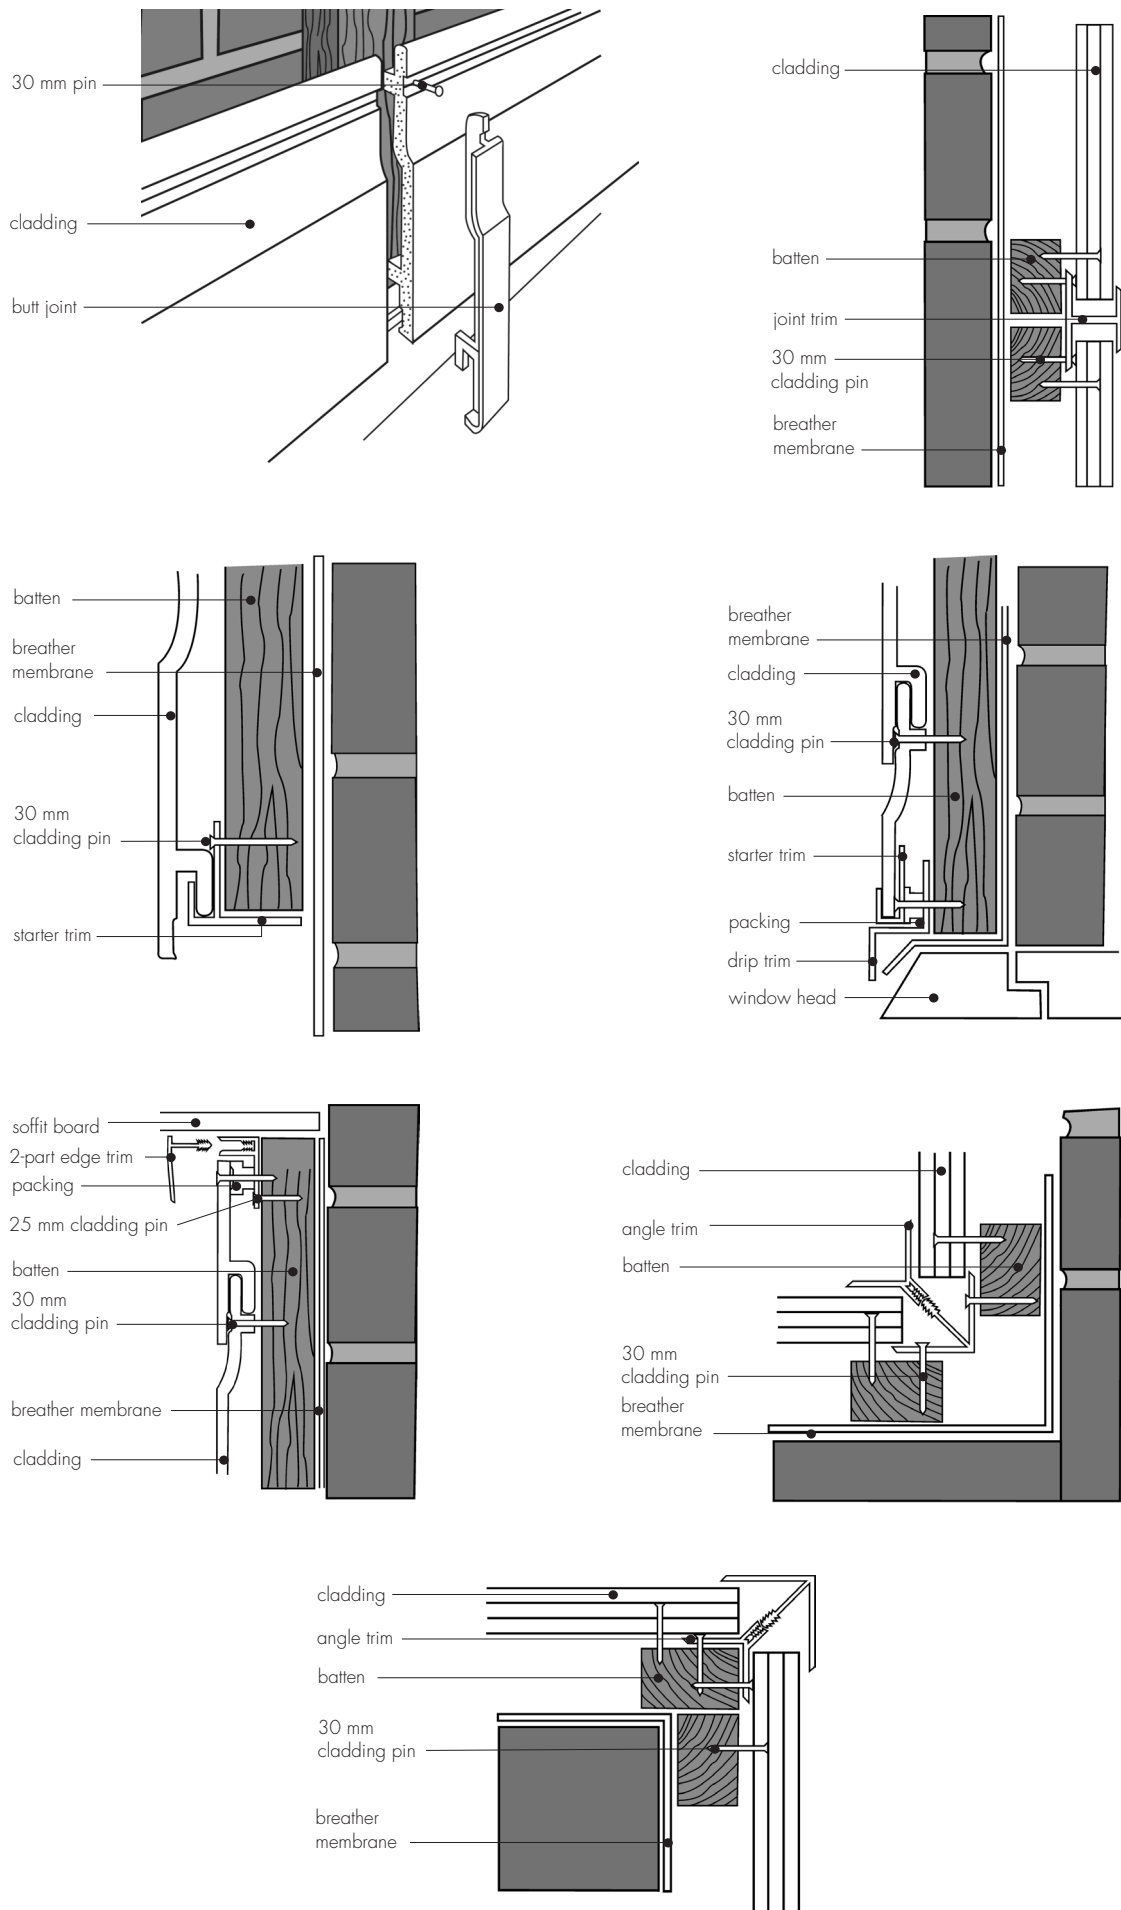 30 mm pin
cladding
butt joint
cladding
batten
joint trim
30 mm
cladding pin
breather
membrane
batten
breather
membrane
cladding
30 mm
cladding pin
starter trim
breather
membrane
cladding
30 mm
cladding pin
batten
starter trim
packing
drip trim
window head
soffit board
2-part edge trim
packing
25 mm cladding pin
batten
30 mm
cladding pin
breather membrane
cladding
cladding
angle trim
batten
30 mm
cladding pin
breather
membrane
cladding
angle trim
batten
30 mm
cladding pin
breather
membrane